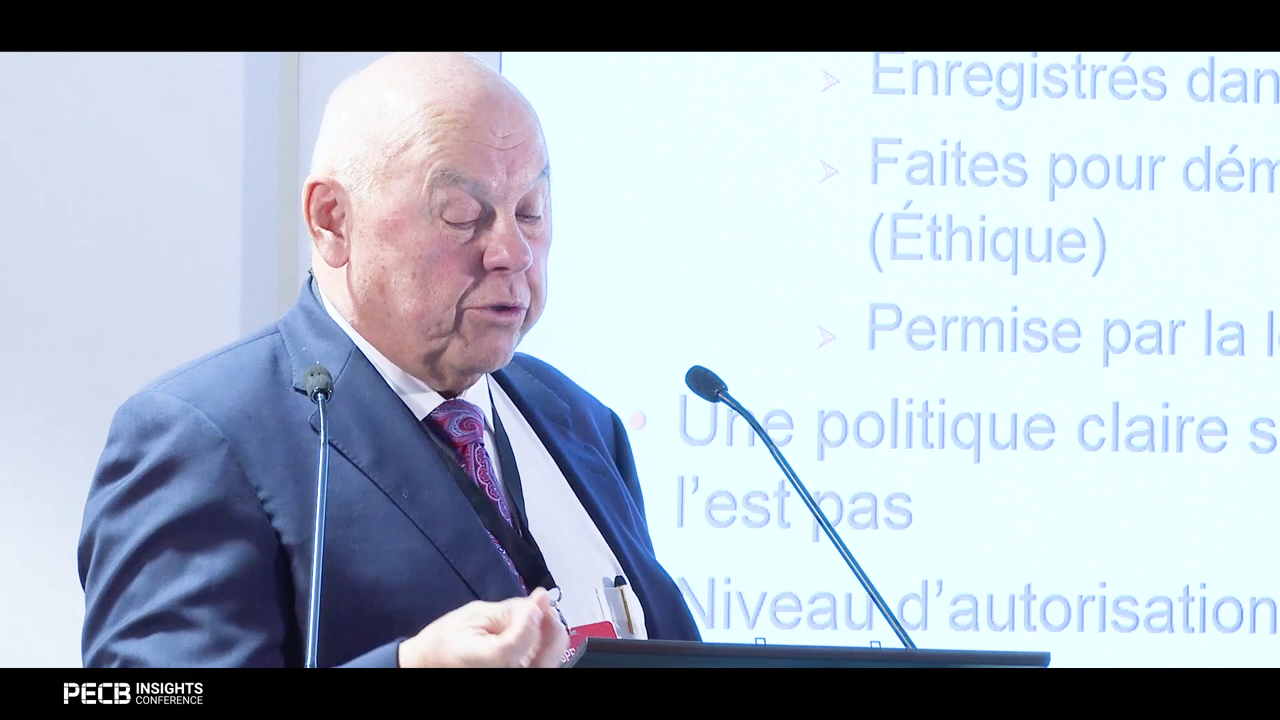 Enregistrés dan
Faites pour dém
(Éthique)
Permise par la l
Une politique claire s
l’est pas
Niveau d’autorisation
PECB INSIGHTS
CONFERENCE